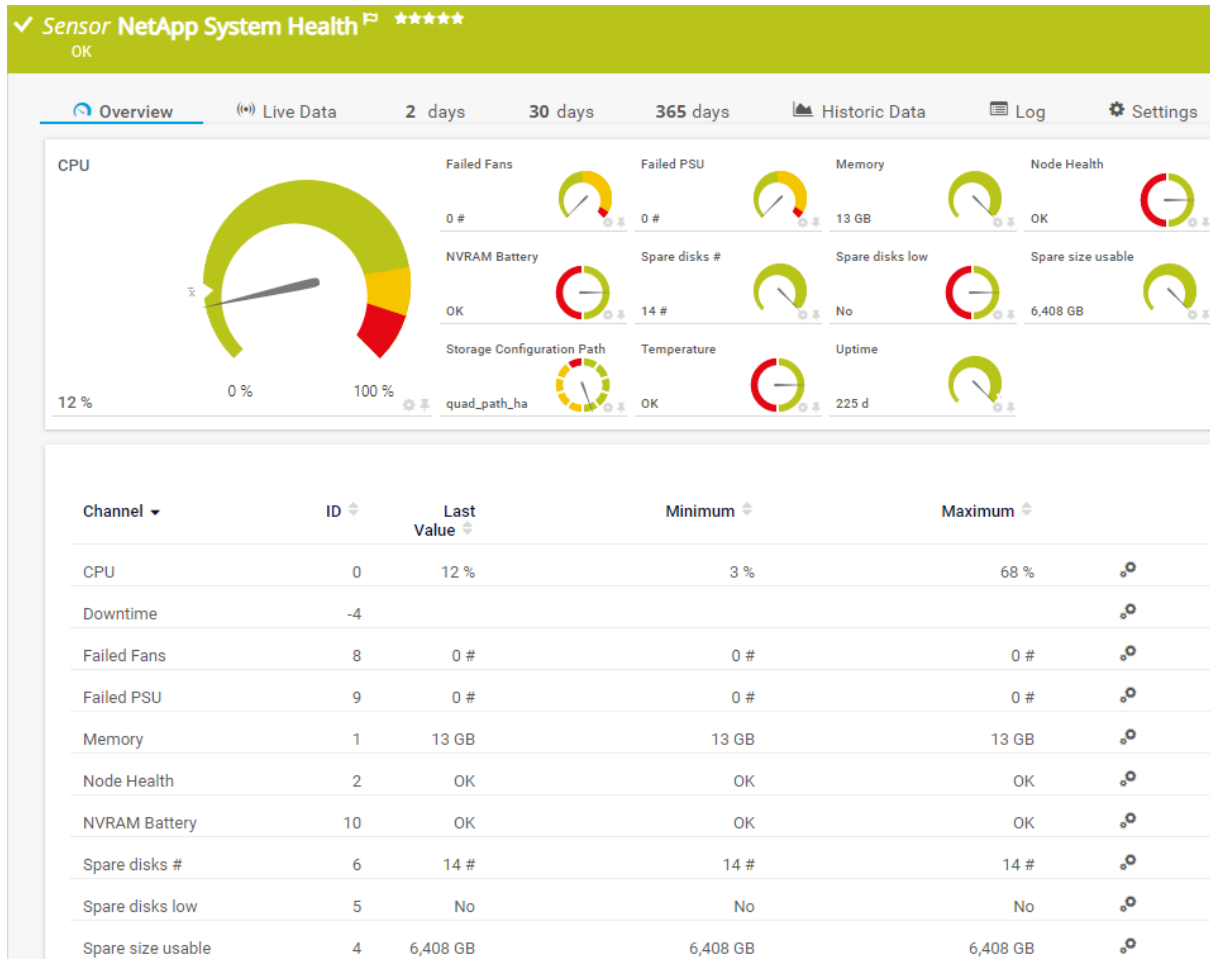 Sensor NetApp System Health
OK
Overview Live Data 2 days 30 days 365 days Historic Data Log Settings
CPU
x̄
0 % 100 %
12 %
Failed Fans
0 #
Failed PSU
0 #
Memory
13 GB
Node Health
OK
NVRAM Battery
OK
Spare disks #
14 #
Spare disks low
No
Spare size usable
6,408 GB
Storage Configuration Path
quad_path_ha
Temperature
OK
Uptime
225 d
Channel ID Last Value Minimum Maximum
CPU 0 12 % 3 % 68 %
Downtime -4
Failed Fans 8 0 # 0 # 0 #
Failed PSU 9 0 # 0 # 0 #
Memory 1 13 GB 13 GB 13 GB
Node Health 2 OK OK OK
NVRAM Battery 10 OK OK OK
Spare disks # 6 14 # 14 # 14 #
Spare disks low 5 No No No
Spare size usable 4 6,408 GB 6,408 GB 6,408 GB